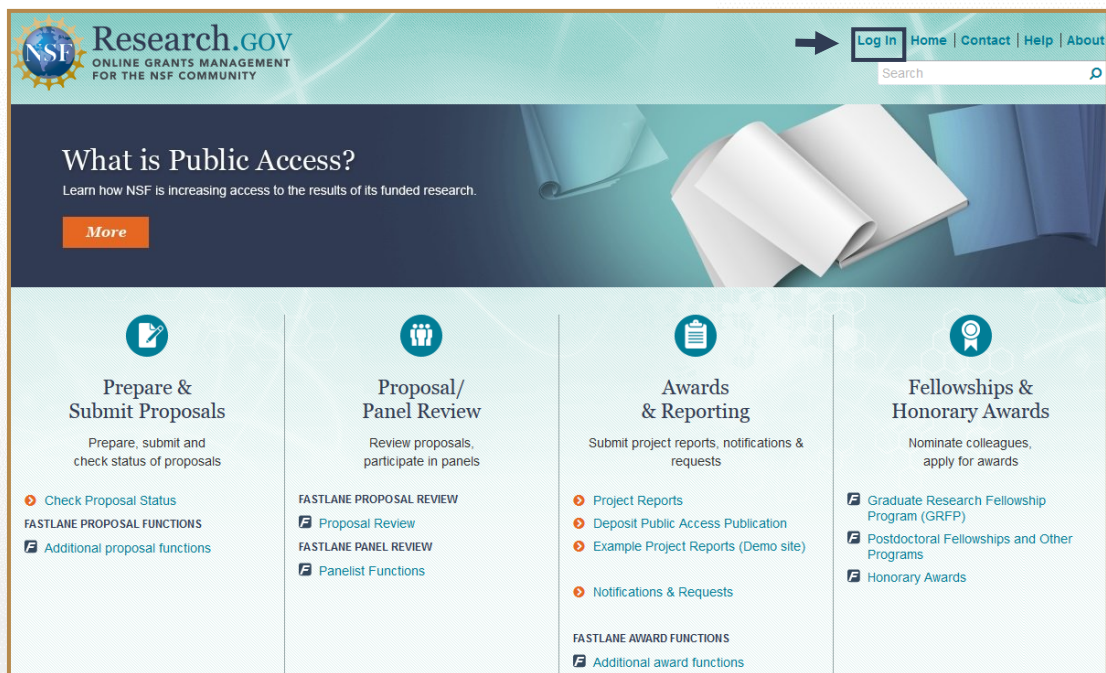 NSF
Research.GOV
ONLINE GRANTS MANAGEMENT
FOR THE NSF COMMUNITY
Log In | Home | Contact | Help | About
Search
What is Public Access?
Learn how NSF is increasing access to the results of its funded research.
More
Prepare &
Submit Proposals
Prepare, submit and
check status of proposals
Check Proposal Status
FASTLANE PROPOSAL FUNCTIONS
F Additional proposal functions
Proposal/
Panel Review
Review proposals,
participate in panels
FASTLANE PROPOSAL REVIEW
F Proposal Review
FASTLANE PANEL REVIEW
F Panelist Functions
Awards
& Reporting
Submit project reports, notifications &
requests
Project Reports
Deposit Public Access Publication
Example Project Reports (Demo site)
Notifications & Requests
FASTLANE AWARD FUNCTIONS
F Additional award functions
Fellowships &
Honorary Awards
Nominate colleagues,
apply for awards
F Graduate Research Fellowship
Program (GRFP)
F Postdoctoral Fellowships and Other
Programs
F Honorary Awards